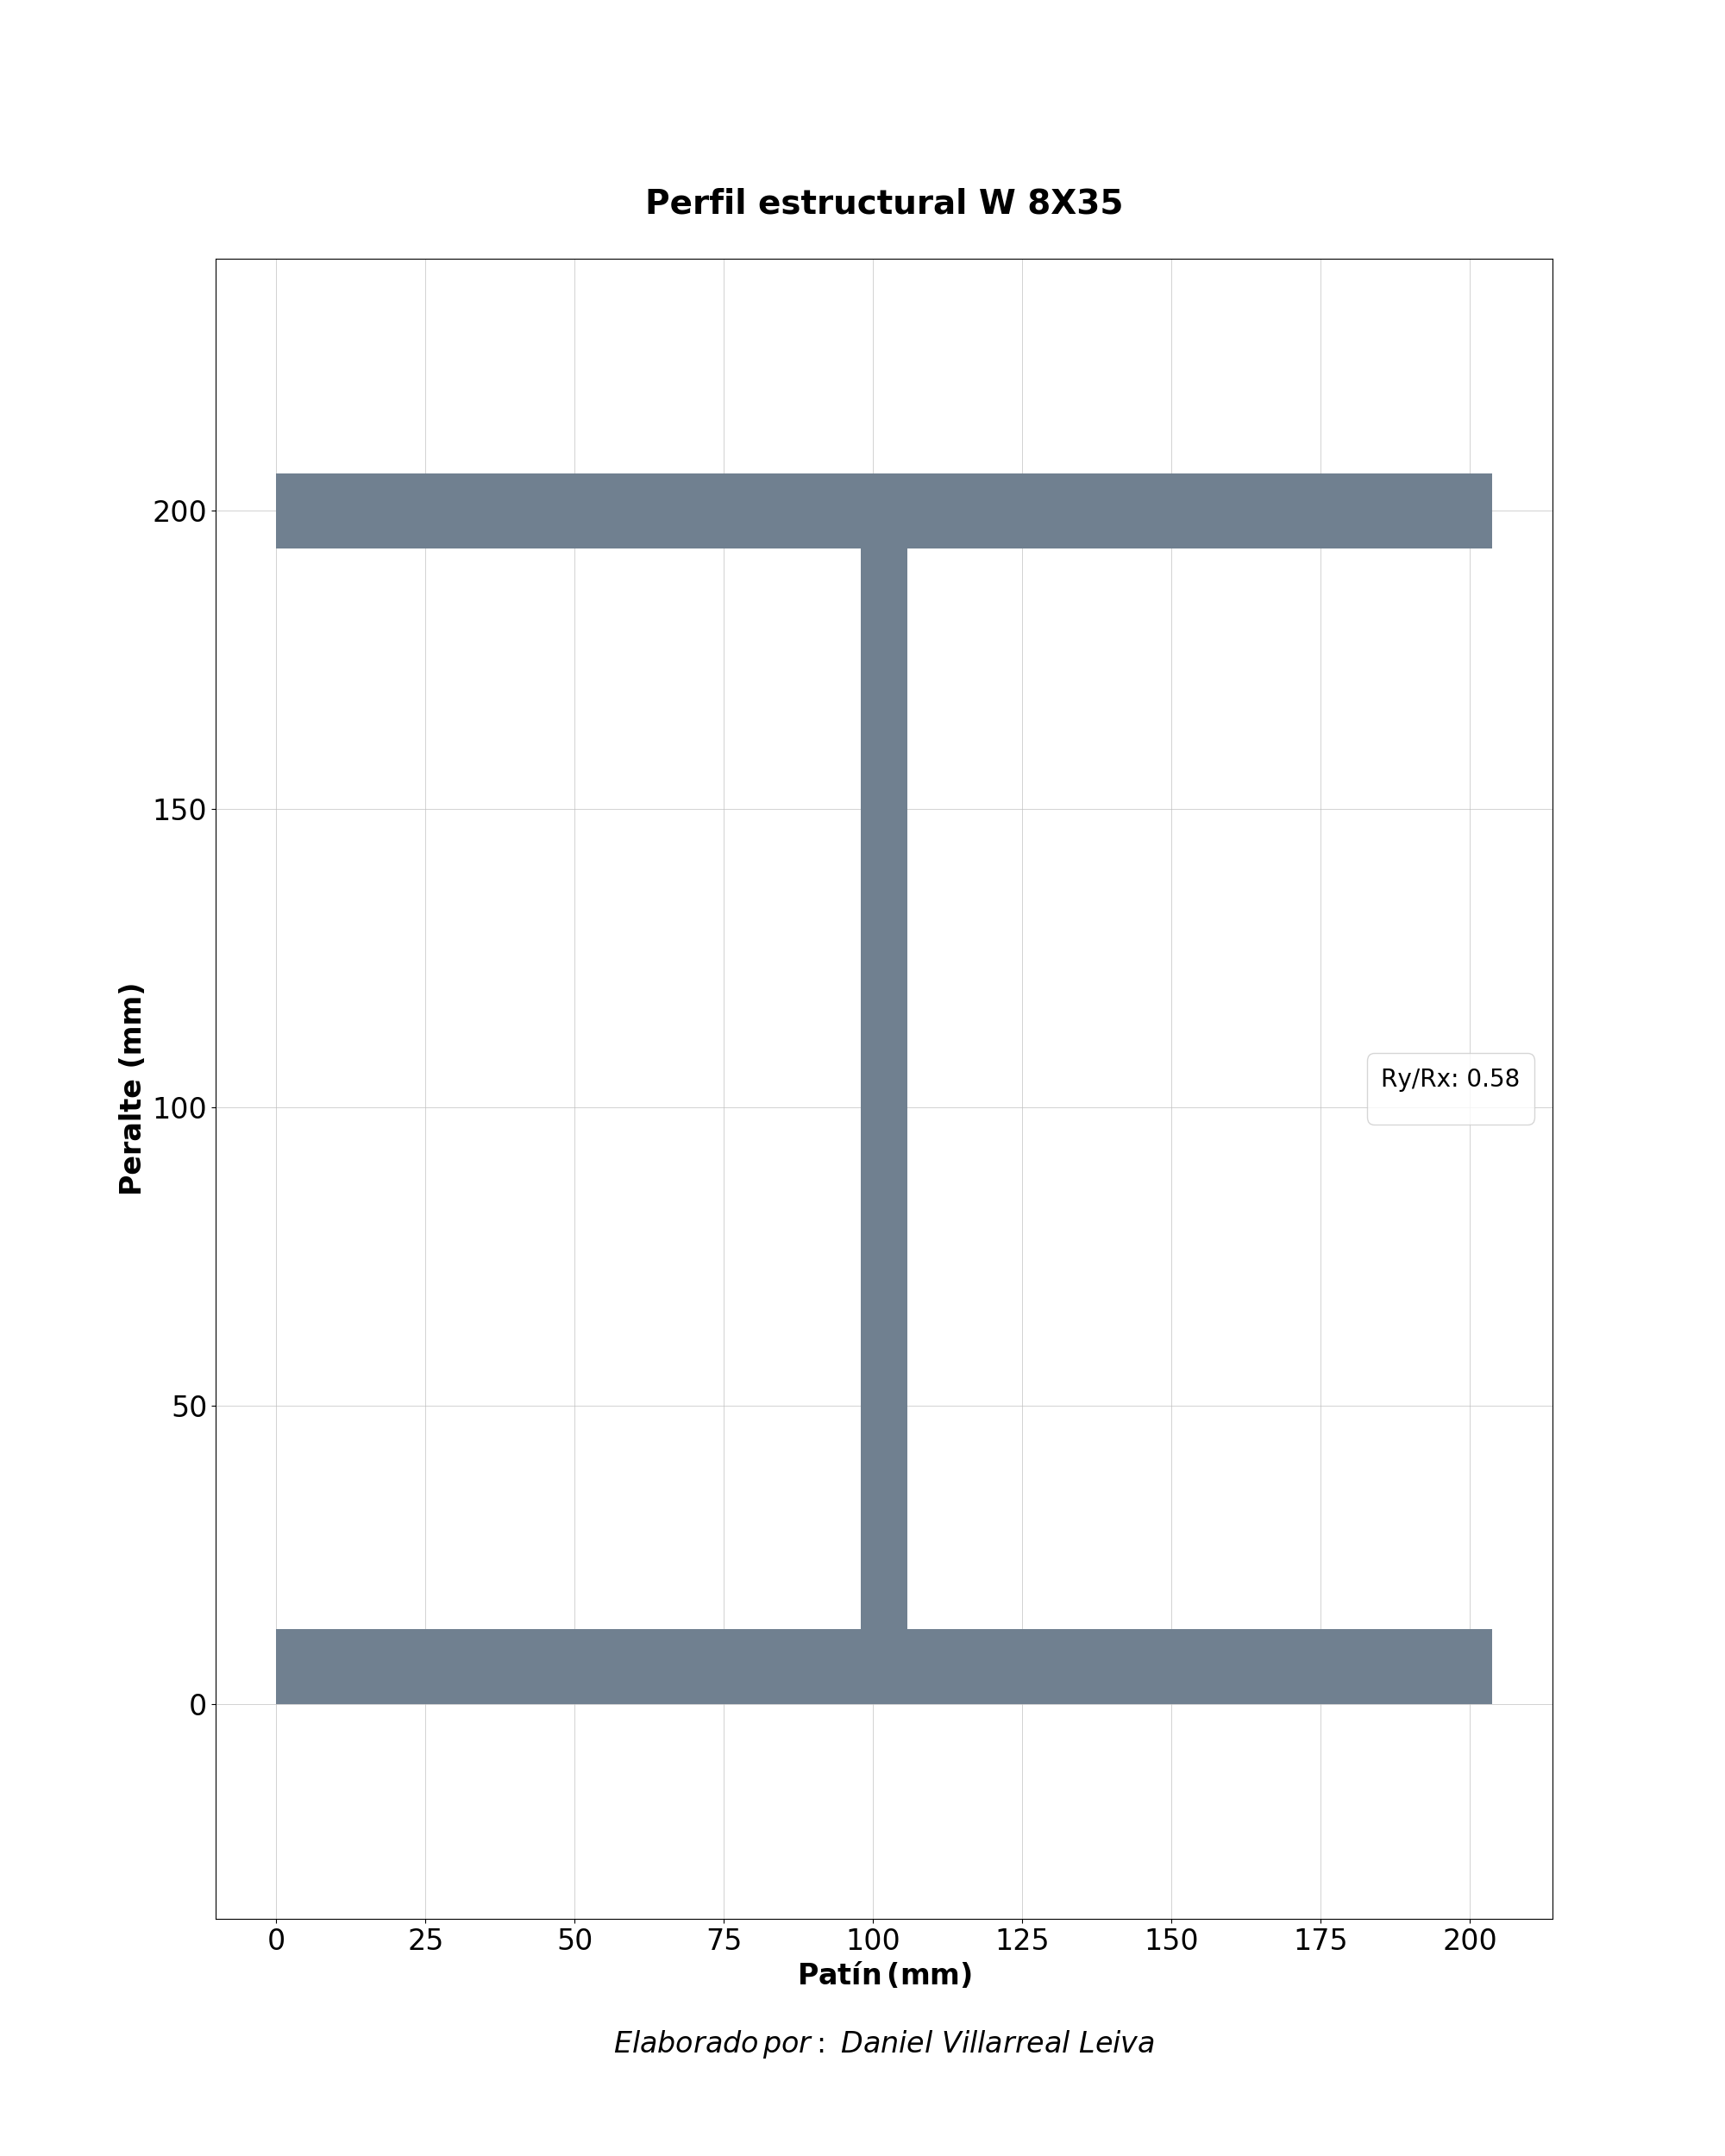 Perfil estructural W 8X35
Peralte (mm)
200
150
100
50
0
Ry/Rx: 0.58
0 25 50 75 100 125 150 175 200
Patín (mm)
Elaborado por: Daniel Villarreal Leiva